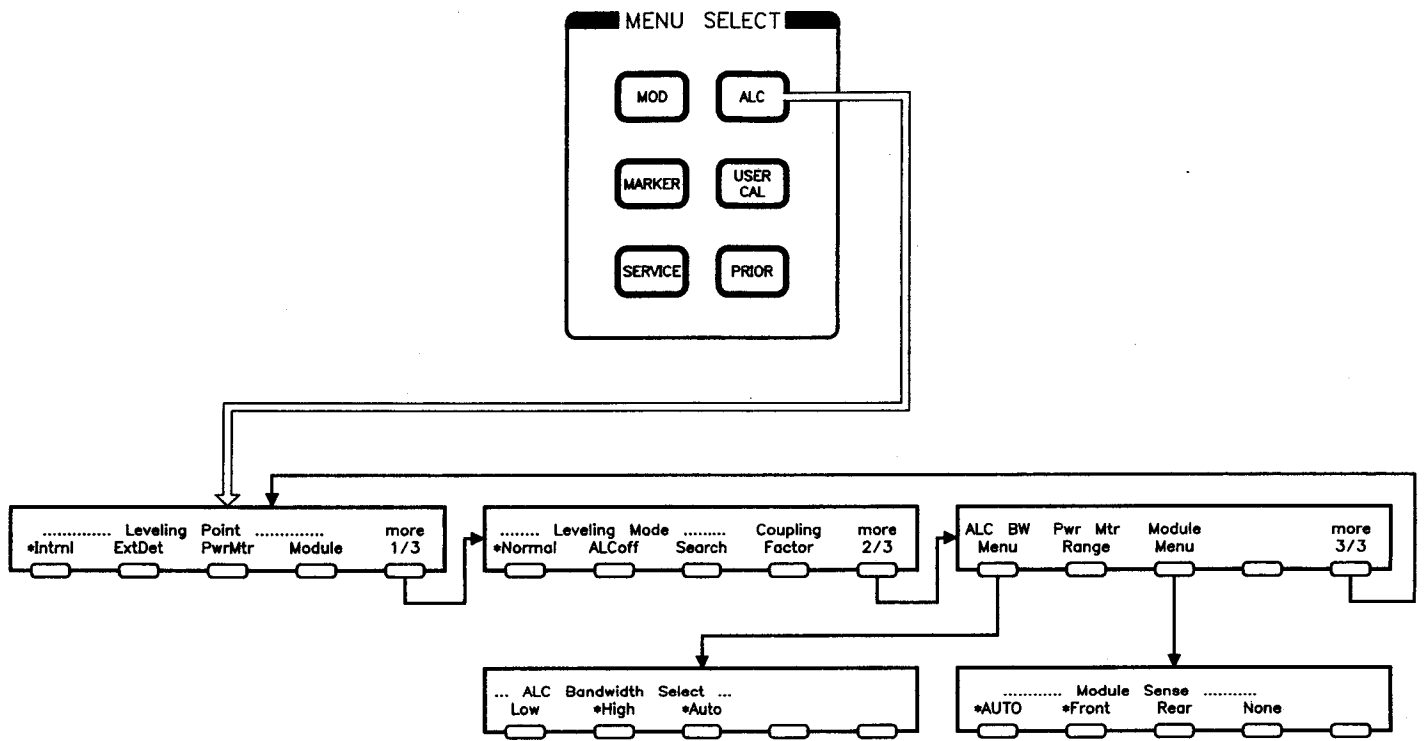 MENU SELECT
MOD ALC
MARKER USER CAL
SERVICE PRIOR
............ Leveling Point ............. more
*Intrnl ExtDet PwrMtr Module 1/3
....... Leveling Mode ........ Coupling more
*Normal ALCoff Search Factor 2/3
ALC BW Pwr Mtr Module more
Menu Range Menu 3/3
... ALC Bandwidth Select ...
Low *High *Auto
........... Module Sense ..........
*AUTO *Front Rear None